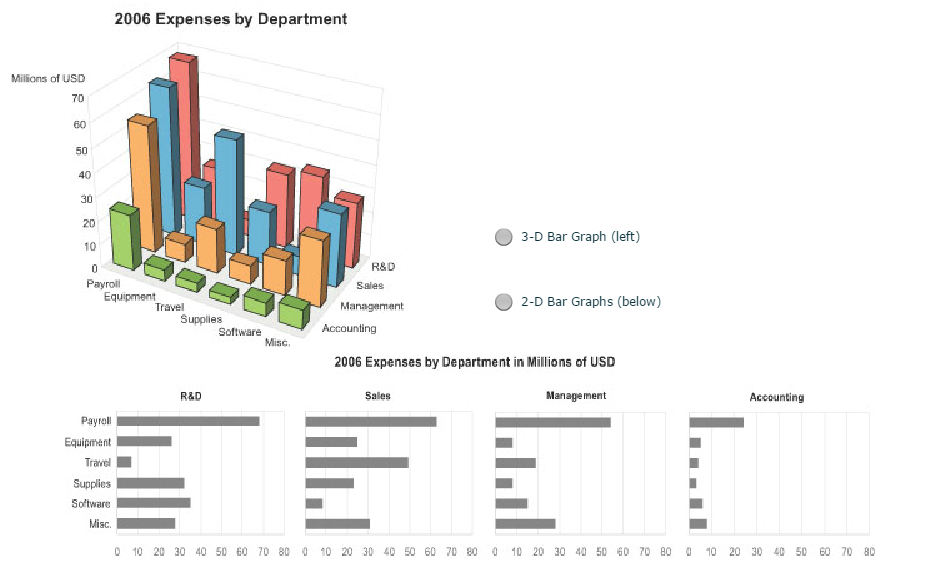 2006 Expenses by Department
Millions of USD
70
60
50
40
30
20
10
0
Payroll
Equipment
Travel
Supplies
Software
Misc.
R&D
Sales
Management
Accounting
3-D Bar Graph (left)
2-D Bar Graphs (below)
2006 Expenses by Department in Millions of USD
R&D Sales Management Accounting
Payroll
Equipment
Travel
Supplies
Software
Misc.
0 10 20 30 40 50 60 70 80 0 10 20 30 40 50 60 70 80 0 10 20 30 40 50 60 70 80 0 10 20 30 40 50 60 70 80